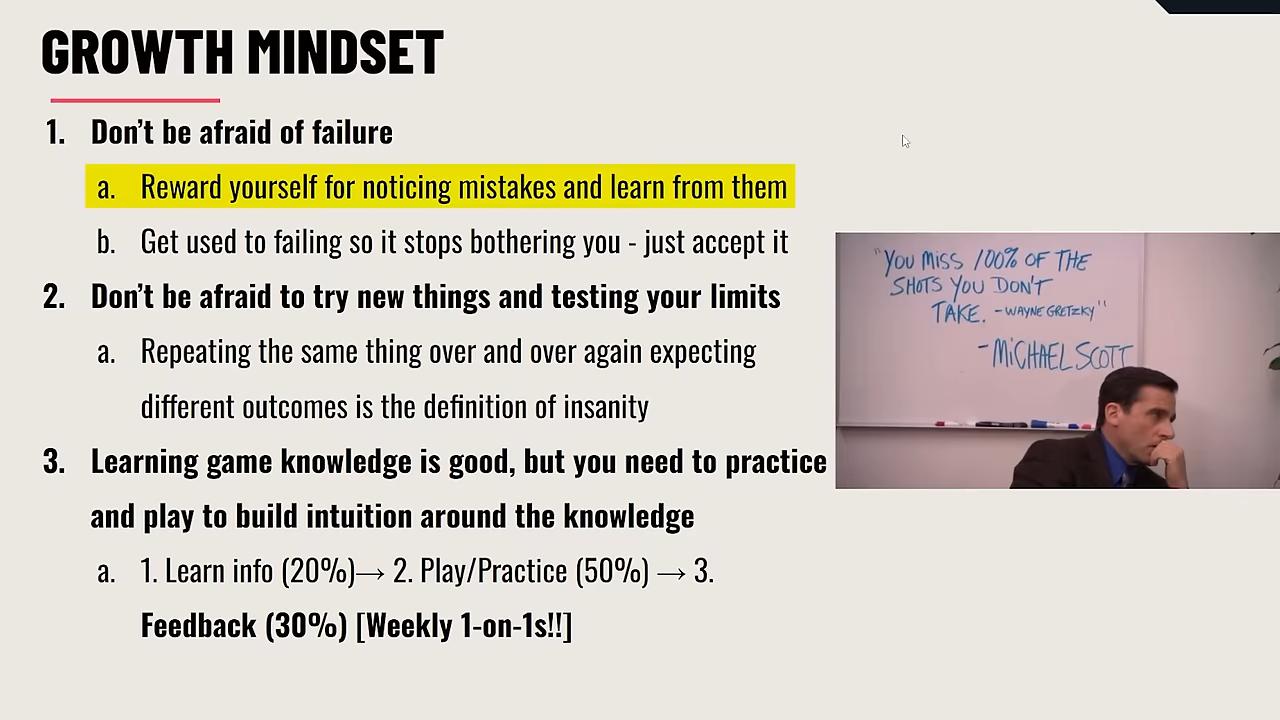 GROWTH MINDSET
1. Don't be afraid of failure
a. Reward yourself for noticing mistakes and learn from them
b. Get used to failing so it stops bothering you - just accept it
2. Don't be afraid to try new things and testing your limits
a. Repeating the same thing over and over again expecting
different outcomes is the definition of insanity
3. Learning game knowledge is good, but you need to practice
and play to build intuition around the knowledge
a. 1. Learn info (20%)→ 2. Play/Practice (50%) → 3.
Feedback (30%) [Weekly 1-on-1s!!]
"YOU MISS 100% OF THE
SHOTS YOU DON'T
TAKE. - WAYNE GRETZKY"
- MICHAEL SCOTT